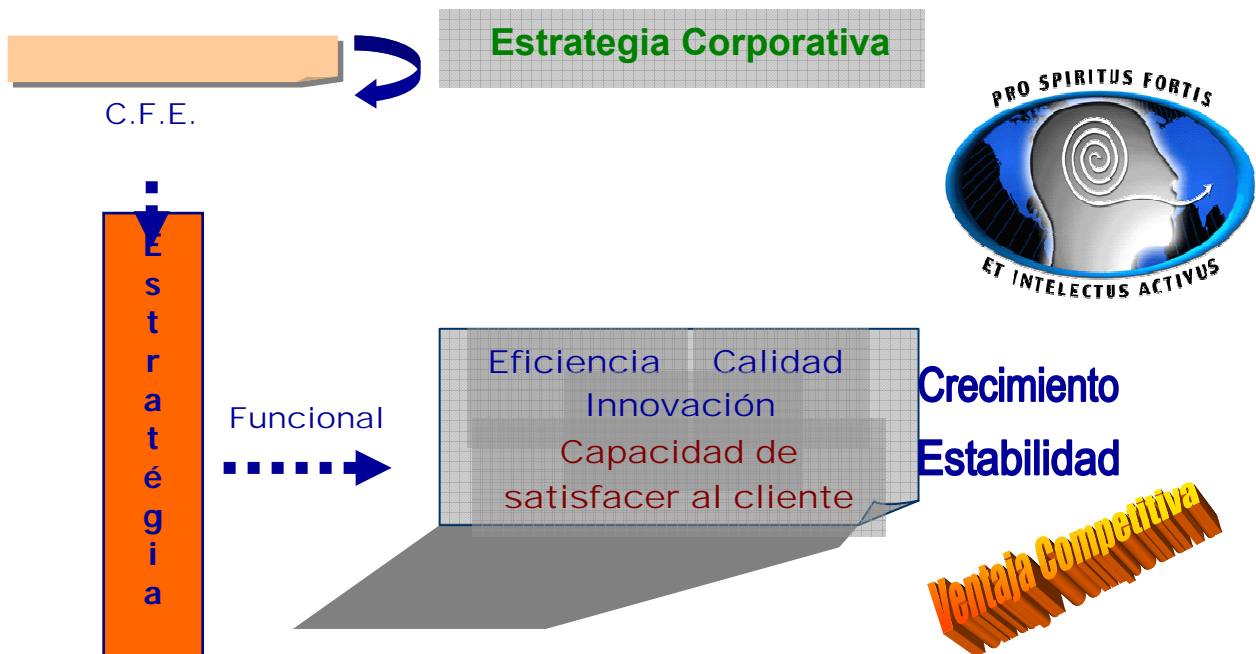 Estrategia Corporativa
C.F.E.
PRO SPIRITUS FORTIS
ET INTELECTUS ACTIVUS
Estratégia
Funcional
Eficiencia Calidad
Innovación
Capacidad de
satisfacer al cliente
Crecimiento
Estabilidad
Ventaja Competitiva